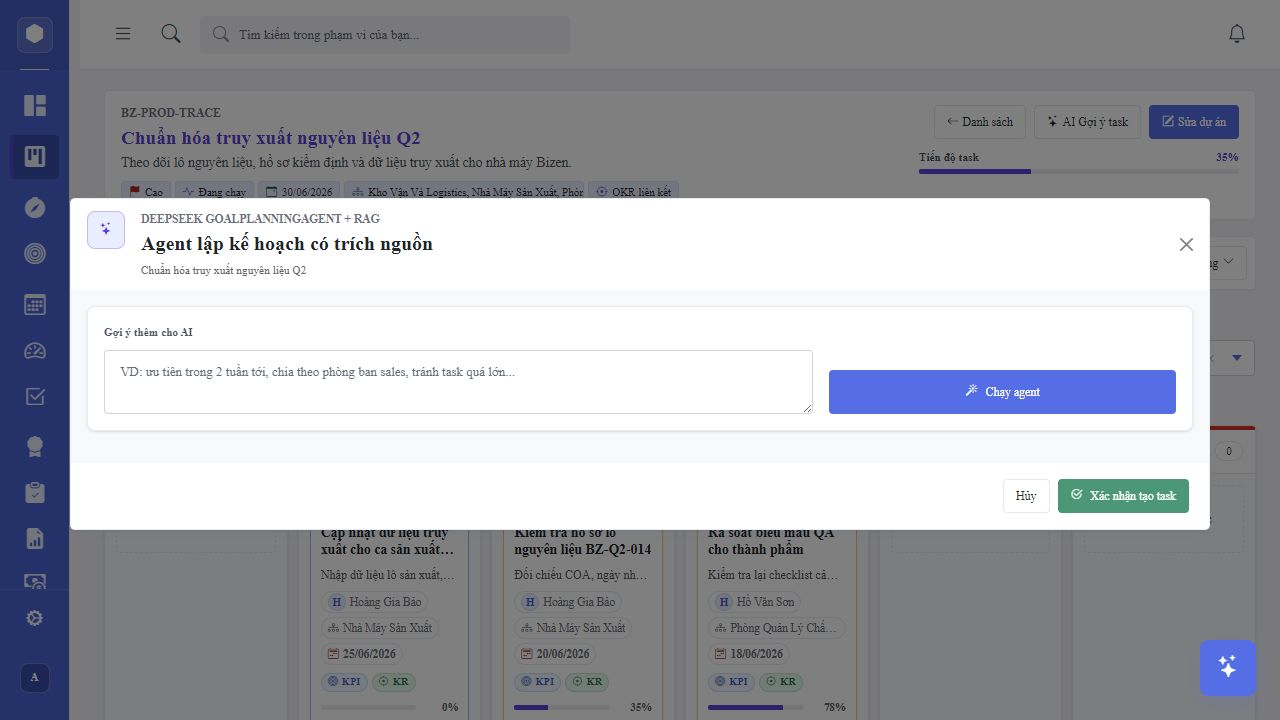 Tìm kiếm trong phạm vi của bạn...
BZ-PROD-TRACE
Chuẩn hóa truy xuất nguyên liệu Q2
Theo dõi lô nguyên liệu, hồ sơ kiểm định và dữ liệu truy xuất cho nhà máy Bizen.
Danh sách
AI Gợi ý task
Sửa dự án
Tiến độ task 35%
Cao
Đang chạy
30/06/2026
Kho Vận Và Logistics, Nhà Máy Sản Xuất, Phòn
OKR liên kết
DEEPSEEK GOALPLANNINGAGENT + RAG
Agent lập kế hoạch có trích nguồn
Chuẩn hóa truy xuất nguyên liệu Q2
Gợi ý thêm cho AI
VD: ưu tiên trong 2 tuần tới, chia theo phòng ban sales, tránh task quá lớn...
Chạy agent
0
Hủy
Xác nhận tạo task
Cập nhật dữ liệu truy
xuất cho ca sản xuất...
Nhập dữ liệu lô sản xuất,...
H Hoàng Gia Bảo
Nhà Máy Sản Xuất
25/06/2026
KPI KR
0%
Kiểm tra hồ sơ lô
nguyên liệu BZ-Q2-014
Đối chiếu COA, ngày nh...
H Hoàng Gia Bảo
Nhà Máy Sản Xuất
20/06/2026
KPI KR
35%
Rà soát biểu mẫu QA
cho thành phẩm
Kiểm tra lại checklist cả...
H Hồ Văn Sơn
Phòng Quản Lý Chấ...
18/06/2026
KPI KR
78%
A